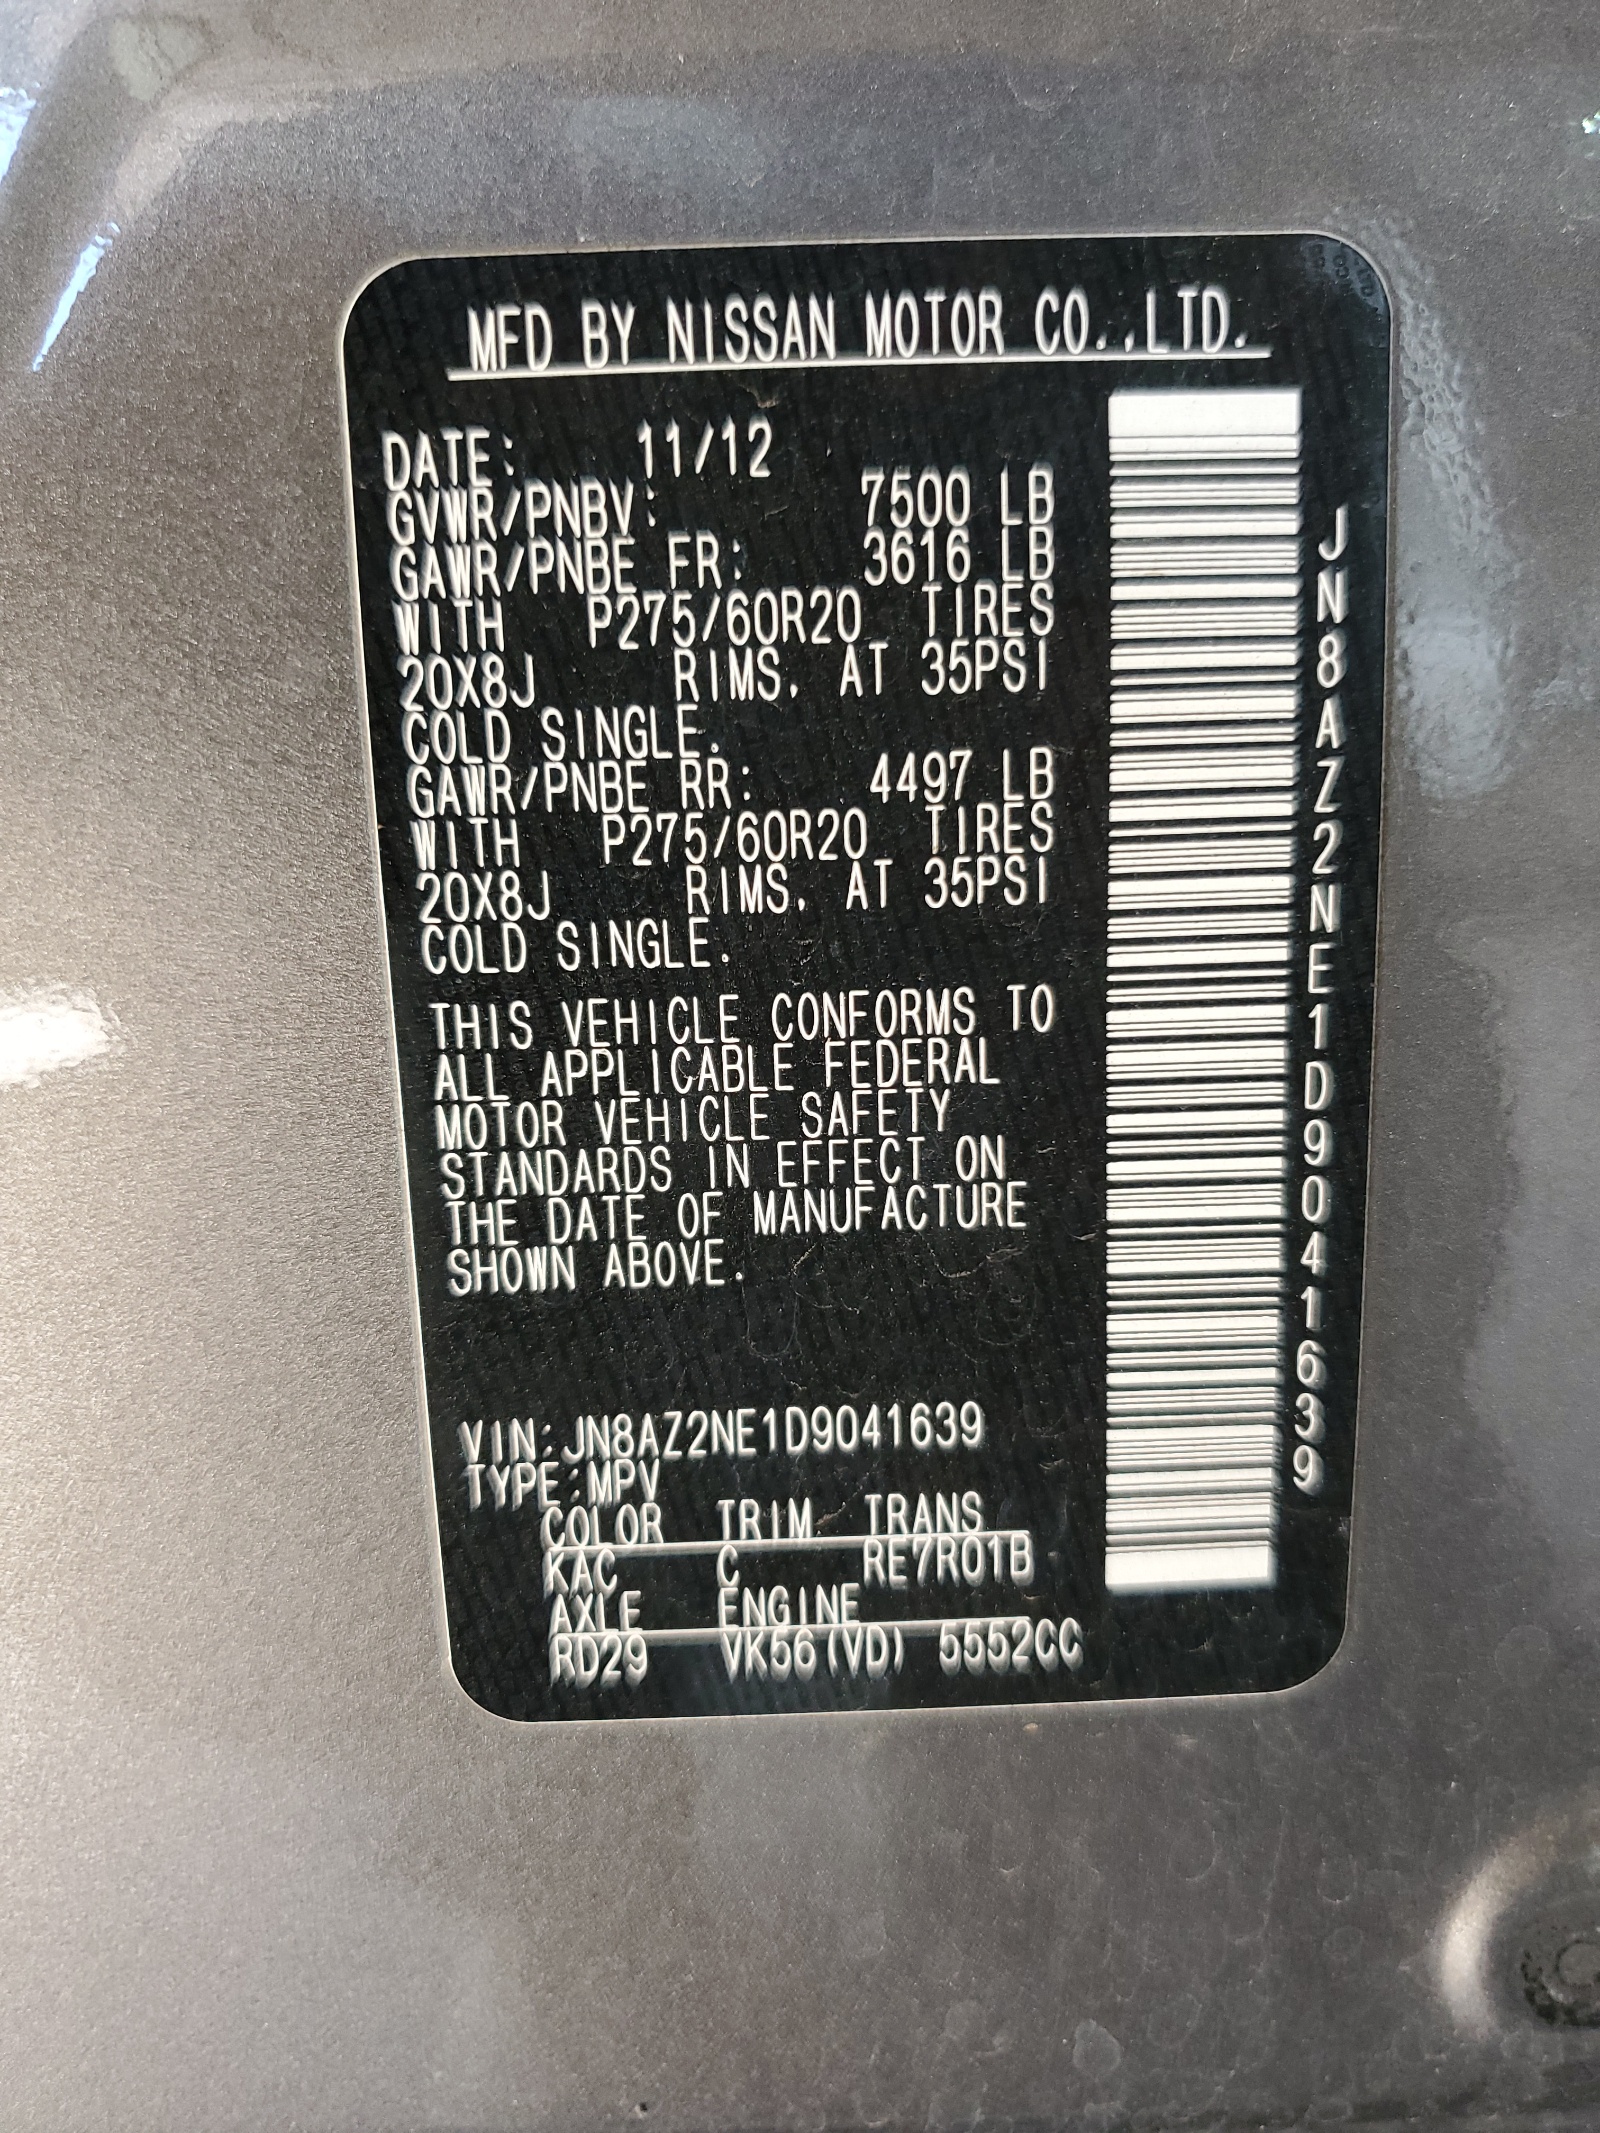 MFD BY NISSAN MOTOR CO.,LTD.
DATE: 11/12
GVWR/PNBV: 7500 LB
GAWR/PNBE FR: 3616 LB
WITH P275/60R20 TIRES
20X8J RIMS. AT 35PSI
COLD SINGLE.
GAWR/PNBE RR: 4497 LB
WITH P275/60R20 TIRES
20X8J RIMS. AT 35PSI
COLD SINGLE.
THIS VEHICLE CONFORMS TO
ALL APPLICABLE FEDERAL
MOTOR VEHICLE SAFETY
STANDARDS IN EFFECT ON
THE DATE OF MANUFACTURE
SHOWN ABOVE.
VIN:JN8AZ2NE1D9041639
TYPE:MPV
COLOR TRIM TRANS
KAC C RE7R01B
AXLE ENGINE
RD29 VK56(VD) 5552CC
JN8AZ2NE1D9041639